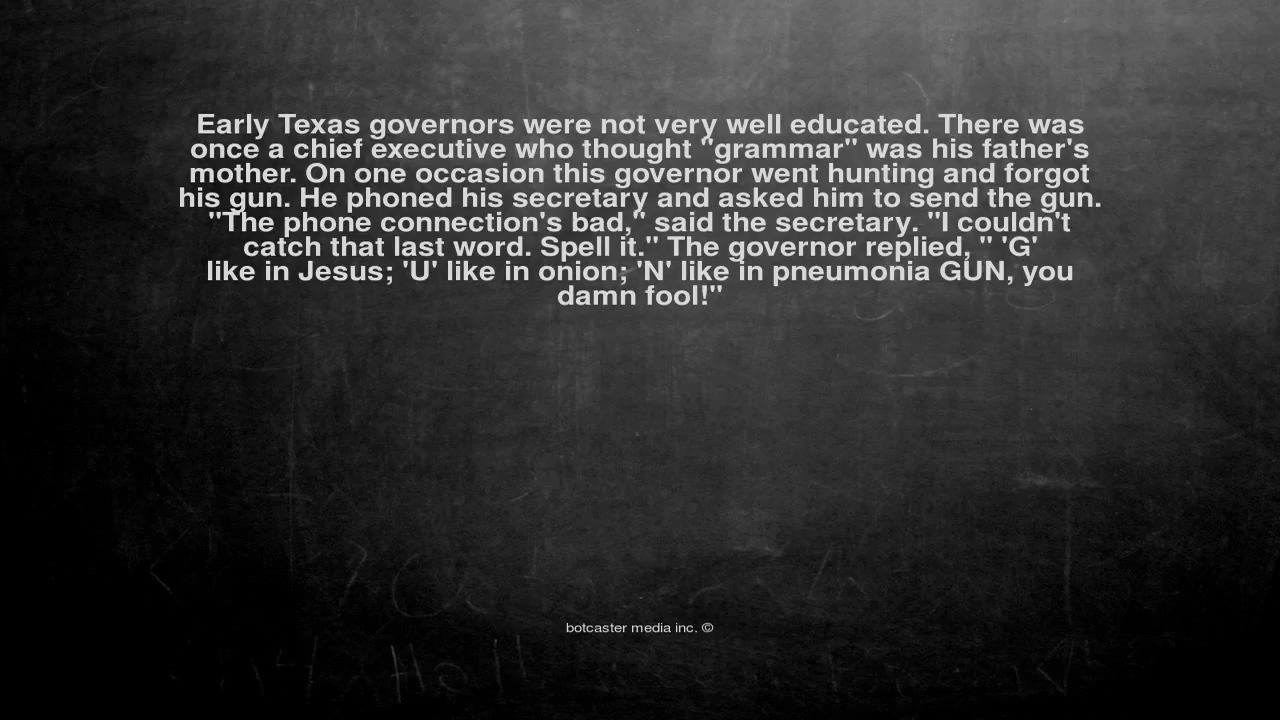 Early Texas governors were not very well educated. There was
once a chief executive who thought "grammar" was his father's
mother. On one occasion this governor went hunting and forgot
his gun. He phoned his secretary and asked him to send the gun.
"The phone connection's bad," said the secretary. "I couldn't
catch that last word. Spell it." The governor replied, " 'G'
like in Jesus; 'U' like in onion; 'N' like in pneumonia GUN, you
damn fool!"
botcaster media inc. ©